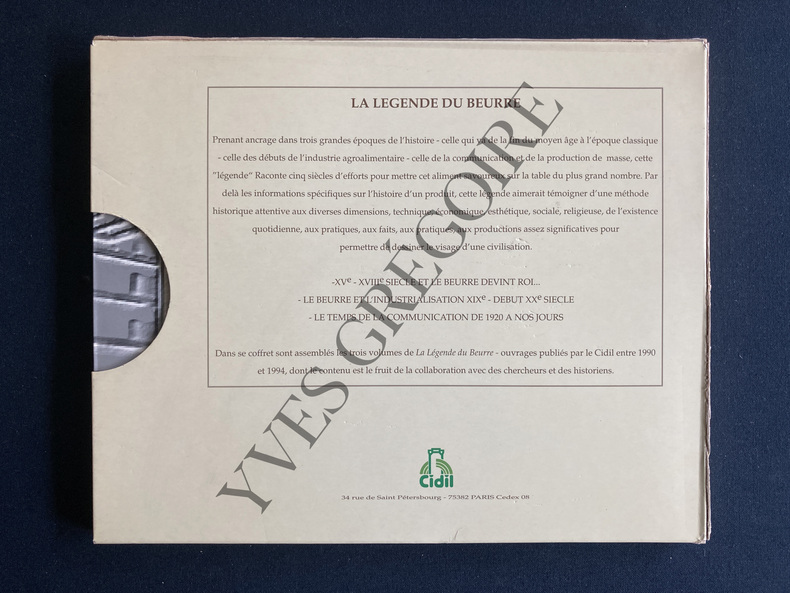 LA LEGENDE DU BEURRE
Prenant ancrage dans trois grandes époques de l'histoire - celle qui va de la fin du moyen âge à l'époque classique
- celle des débuts de l'industrie agroalimentaire - celle de la communication et de la production de masse, cette
"légende" Raconte cinq siècles d'efforts pour mettre cet aliment savoureux sur la table du plus grand nombre. Par
delà les informations spécifiques sur l'histoire d'un produit, cette légende aimerait témoigner d'une méthode
historique attentive aux diverses dimensions, technique, économique, esthétique, sociale, religieuse, de l'existence
quotidienne, aux pratiques, aux faits, aux pratiques, aux productions assez significatives pour
permettre de dessiner le visage d'une civilisation.
-XVe - XVIIIe SIECLE ET LE BEURRE DEVINT ROI...
- LE BEURRE ET L'INDUSTRIALISATION XIXe - DEBUT XXe SIECLE
- LE TEMPS DE LA COMMUNICATION DE 1920 A NOS JOURS
Dans se coffret sont assemblés les trois volumes de La Légende du Beurre - ouvrages publiés par le Cidil entre 1990
et 1994, dont le contenu est le fruit de la collaboration avec des chercheurs et des historiens.
Cidil
34 rue de Saint Pétersbourg - 75382 PARIS Cedex 08
YVES GRÉGOIRE